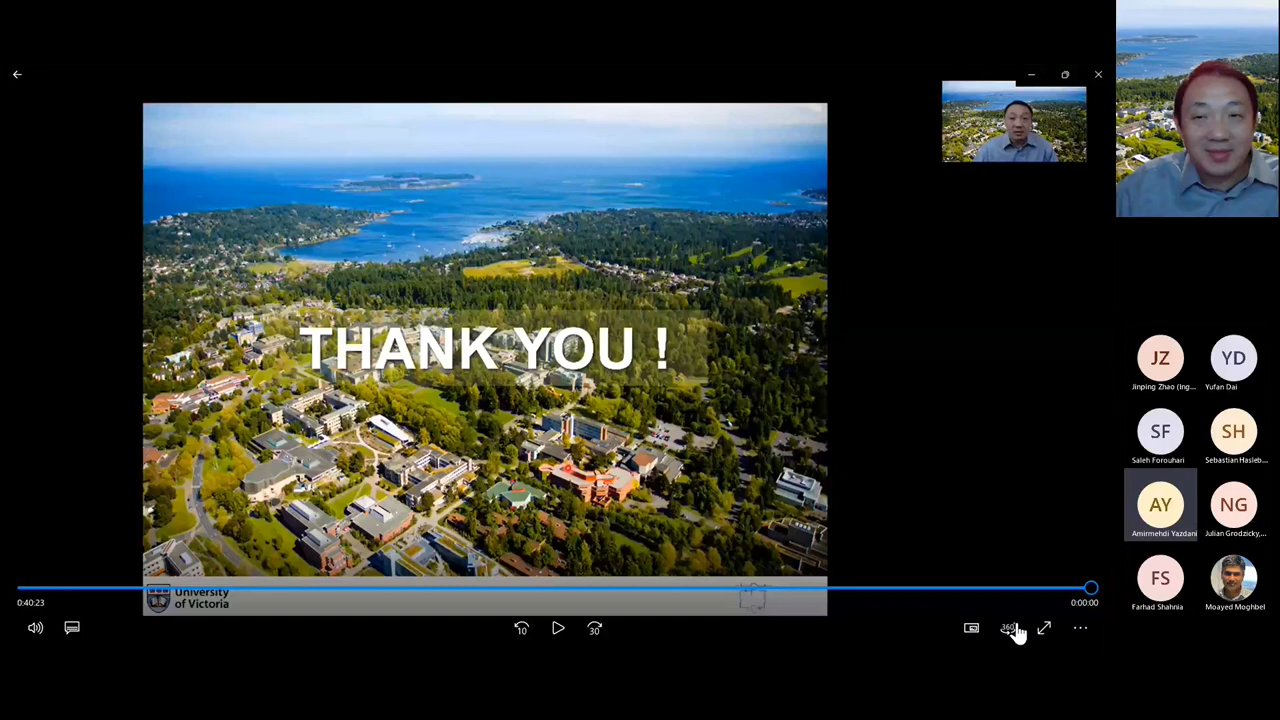 THANK YOU !
University
of Victoria
0:40:23
0:00:00
10
30
360°
JZ
YD
Jinping Zhao (Ing...
Yufan Dai
SF
SH
Saleh Forouhari
Sebastian Hasleb...
AY
NG
Amirmehdi Yazdani
Julian Grodzicky,...
FS
Farhad Shahnia
Moayed Moghbel